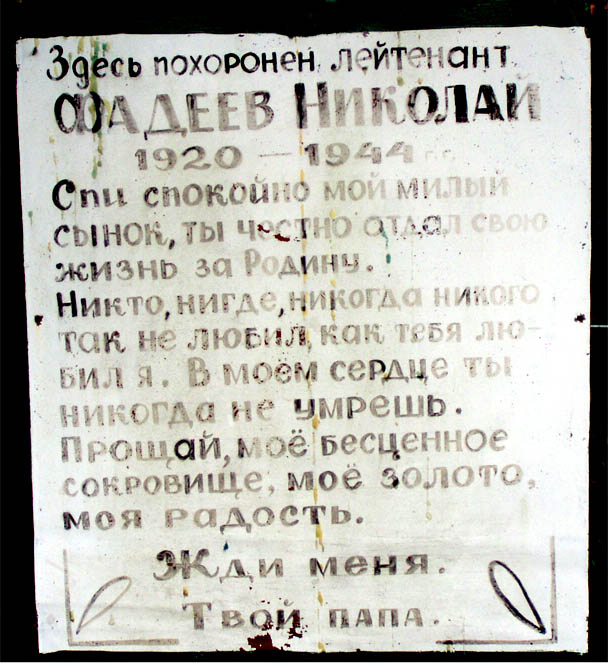 Здесь похоронен лейтенант
ФАДЕЕВ НИКОЛАЙ
1920 — 1944 г.г.
Спи спокойно мой милый
сынок, ты честно отдал свою
жизнь за Родину.
Никто, нигде, никогда никого
так не любил, как тебя лю-
бил я. В моем сердце ты
никогда не умрешь.
Прощай, моё бесценное
сокровище, моё золото,
моя радость.
Жди меня.
Твой папа.